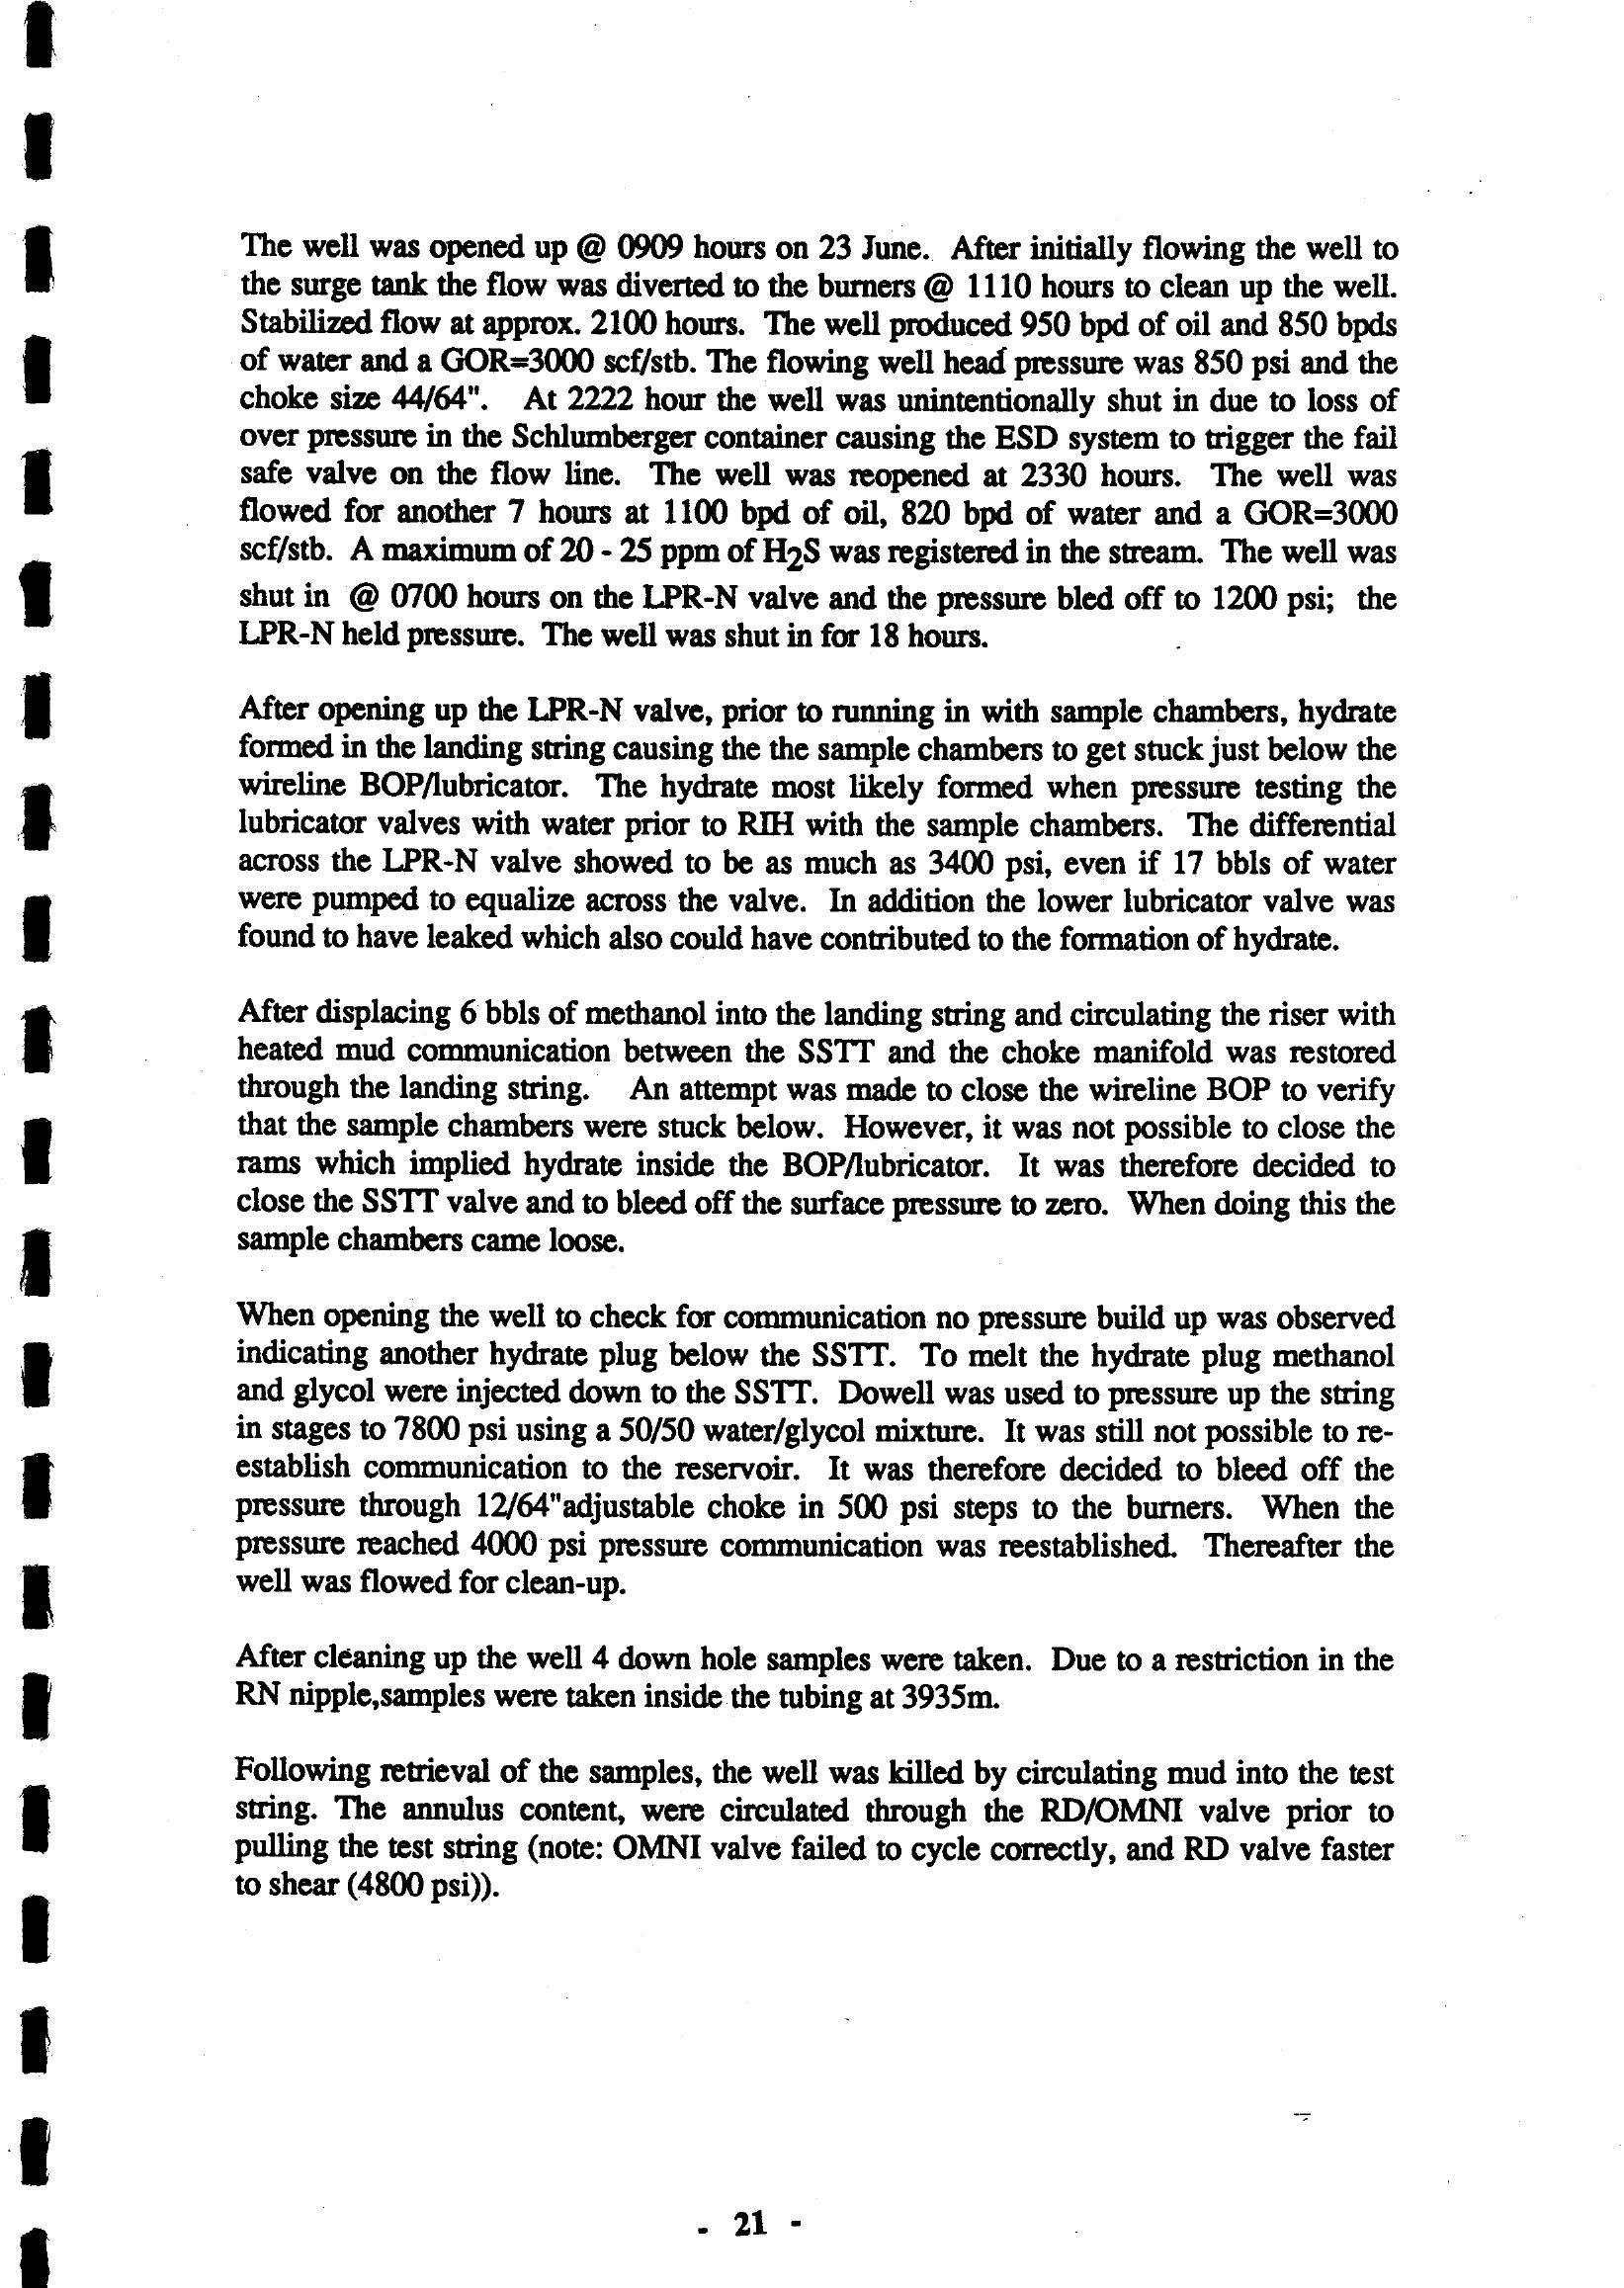 The well was opened up @ 0909 hours on 23 June. After initially flowing the well to
the surge tank the flow was diverted to the burners @ 1110 hours to clean up the well.
Stabilized flow at approx. 2100 hours. The well produced 950 bpd of oil and 850 bpds
of water and a GOR=3000 scf/stb. The flowing well head pressure was 850 psi and the
choke size 44/64". At 2222 hour the well was unintentionally shut in due to loss of
over pressure in the Schlumberger container causing the ESD system to trigger the fail
safe valve on the flow line. The well was reopened at 2330 hours. The well was
flowed for another 7 hours at 1100 bpd of oil, 820 bpd of water and a GOR=3000
scf/stb. A maximum of 20 - 25 ppm of H2S was registered in the stream. The well was
shut in @ 0700 hours on the LPR-N valve and the pressure bled off to 1200 psi; the
LPR-N held pressure. The well was shut in for 18 hours.
After opening up the LPR-N valve, prior to running in with sample chambers, hydrate
formed in the landing string causing the the sample chambers to get stuck just below the
wireline BOP/lubricator. The hydrate most likely formed when pressure testing the
lubricator valves with water prior to RIH with the sample chambers. The differential
across the LPR-N valve showed to be as much as 3400 psi, even if 17 bbls of water
were pumped to equalize across the valve. In addition the lower lubricator valve was
found to have leaked which also could have contributed to the formation of hydrate.
After displacing 6 bbls of methanol into the landing string and circulating the riser with
heated mud communication between the SSTT and the choke manifold was restored
through the landing string. An attempt was made to close the wireline BOP to verify
that the sample chambers were stuck below. However, it was not possible to close the
rams which implied hydrate inside the BOP/lubricator. It was therefore decided to
close the SSTT valve and to bleed off the surface pressure to zero. When doing this the
sample chambers came loose.
When opening the well to check for communication no pressure build up was observed
indicating another hydrate plug below the SSTT. To melt the hydrate plug methanol
and glycol were injected down to the SSTT. Dowell was used to pressure up the string
in stages to 7800 psi using a 50/50 water/glycol mixture. It was still not possible to re-
establish communication to the reservoir. It was therefore decided to bleed off the
pressure through 12/64"adjustable choke in 500 psi steps to the burners. When the
pressure reached 4000 psi pressure communication was reestablished. Thereafter the
well was flowed for clean-up.
After cleaning up the well 4 down hole samples were taken. Due to a restriction in the
RN nipple,samples were taken inside the tubing at 3935m.
Following retrieval of the samples, the well was killed by circulating mud into the test
string. The annulus content, were circulated through the RD/OMNI valve prior to
pulling the test string (note: OMNI valve failed to cycle correctly, and RD valve faster
to shear (4800 psi)).
- 21 -